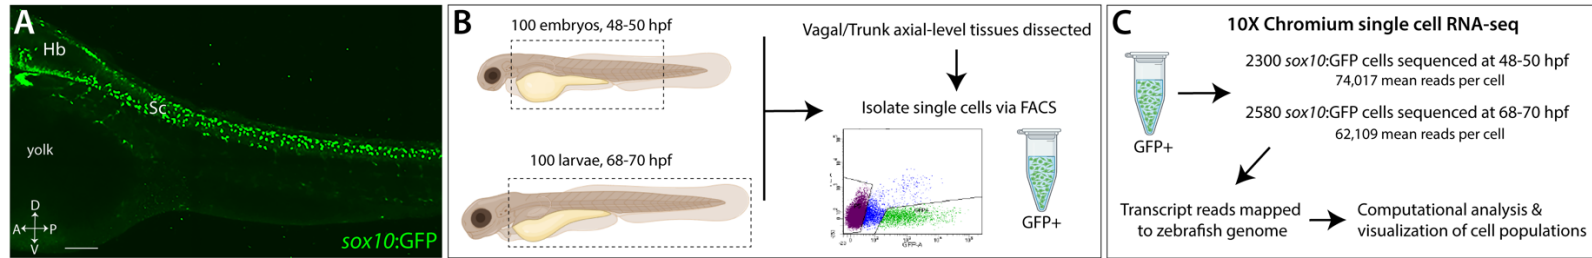 A
Hb
Sc
yolk
D
A
P
V
sox10:GFP
B
100 embryos, 48-50 hpf
100 larvae, 68-70 hpf
Vagal/Trunk axial-level tissues dissected
Isolate single cells via FACS
GFP-A
GFP+
C
10X Chromium single cell RNA-seq
2300 sox10:GFP cells sequenced at 48-50 hpf
74,017 mean reads per cell
2580 sox10:GFP cells sequenced at 68-70 hpf
62,109 mean reads per cell
GFP+
Transcript reads mapped
to zebrafish genome
Computational analysis &
visualization of cell populations